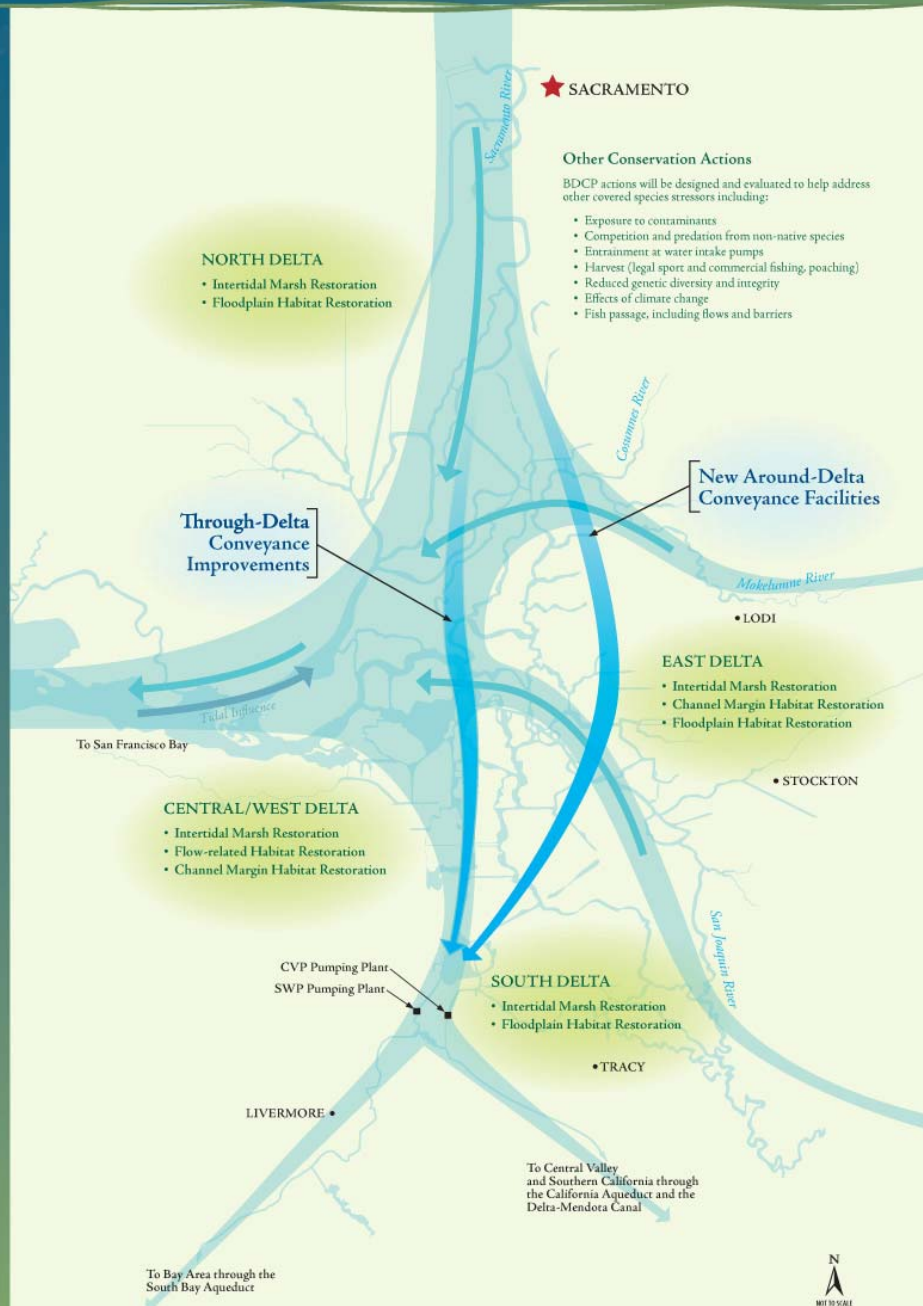 SACRAMENTO
Sacramento River
Other Conservation Actions
BDCP actions will be designed and evaluated to help address
other covered species stressors including:
• Exposure to contaminants
• Competition and predation from non-native species
• Entrainment at water intake pumps
• Harvest (legal sport and commercial fishing, poaching)
• Reduced genetic diversity and integrity
• Effects of climate change
• Fish passage, including flows and barriers
NORTH DELTA
• Intertidal Marsh Restoration
• Floodplain Habitat Restoration
Cosumnes River
New Around-Delta
Conveyance Facilities
Through-Delta
Conveyance
Improvements
Mokelumne River
• LODI
EAST DELTA
• Intertidal Marsh Restoration
• Channel Margin Habitat Restoration
• Floodplain Habitat Restoration
Tidal Influence
To San Francisco Bay
• STOCKTON
CENTRAL/WEST DELTA
• Intertidal Marsh Restoration
• Flow-related Habitat Restoration
• Channel Margin Habitat Restoration
San Joaquin River
CVP Pumping Plant
SWP Pumping Plant
SOUTH DELTA
• Intertidal Marsh Restoration
• Floodplain Habitat Restoration
• TRACY
LIVERMORE •
To Central Valley
and Southern California through
the California Aqueduct and the
Delta-Mendota Canal
To Bay Area through the
South Bay Aqueduct
N
NOT TO SCALE